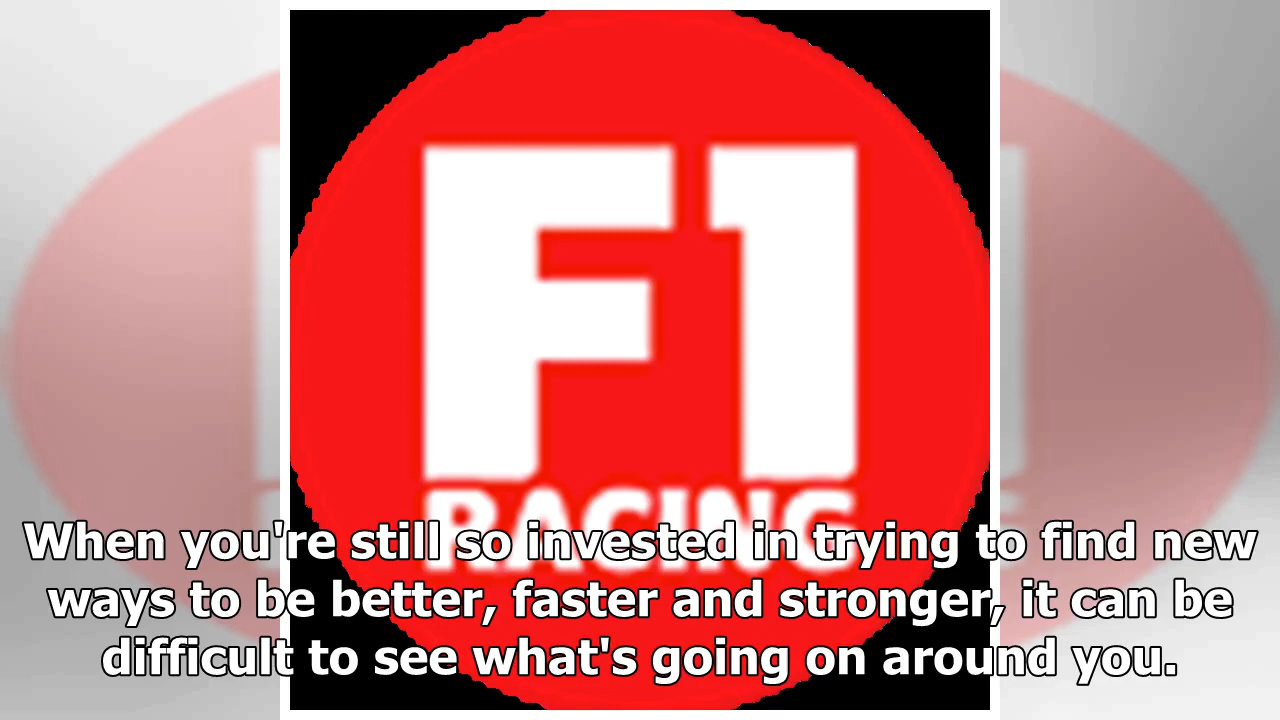 F1
RACING
When you're still so invested in trying to find new
ways to be better, faster and stronger, it can be
difficult to see what's going on around you.